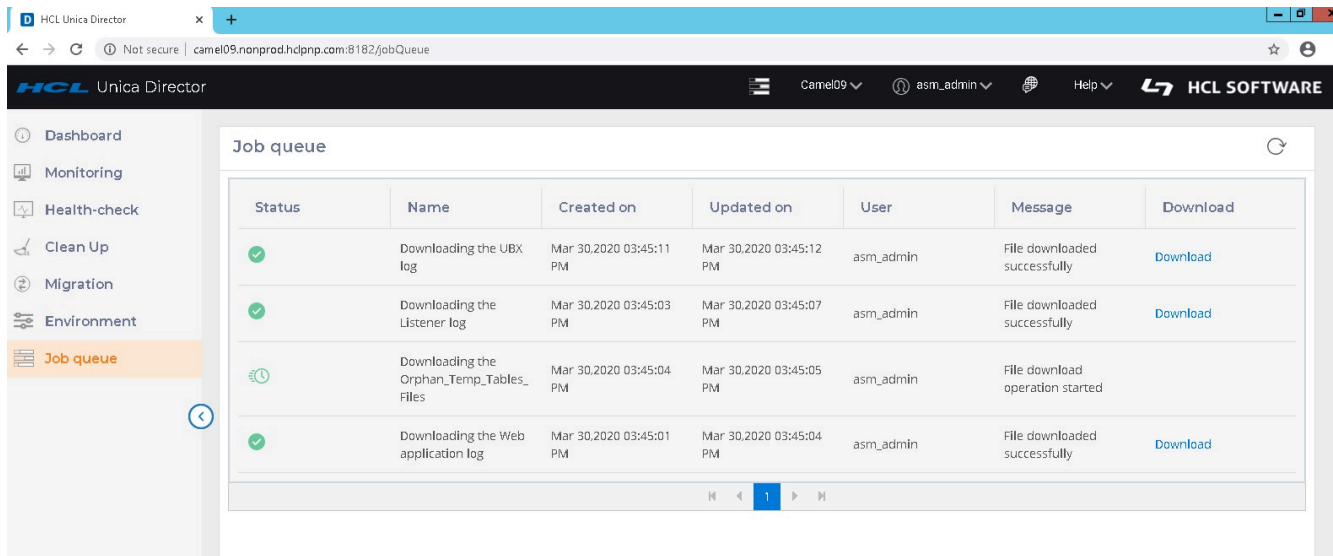 D HCL Unica Director × +
Not secure | camel09.nonprod.hclpnp.com:8182/jobQueue
HCL Unica Director Camel09 asm_admin Help HCL SOFTWARE
Dashboard
Monitoring
Health-check
Clean Up
Migration
Environment
Job queue
Job queue
Status Name Created on Updated on User Message Download
Downloading the UBX Mar 30,2020 03:45:11 Mar 30,2020 03:45:12 File downloaded
log PM PM asm_admin successfully Download
Downloading the Mar 30,2020 03:45:03 Mar 30,2020 03:45:07 File downloaded
Listener log PM PM asm_admin successfully Download
Downloading the
Orphan_Temp_Tables_ Mar 30,2020 03:45:04 Mar 30,2020 03:45:05 asm_admin File download
Files PM PM operation started
Downloading the Web Mar 30,2020 03:45:01 Mar 30,2020 03:45:04 File downloaded
application log PM PM asm_admin successfully Download
1